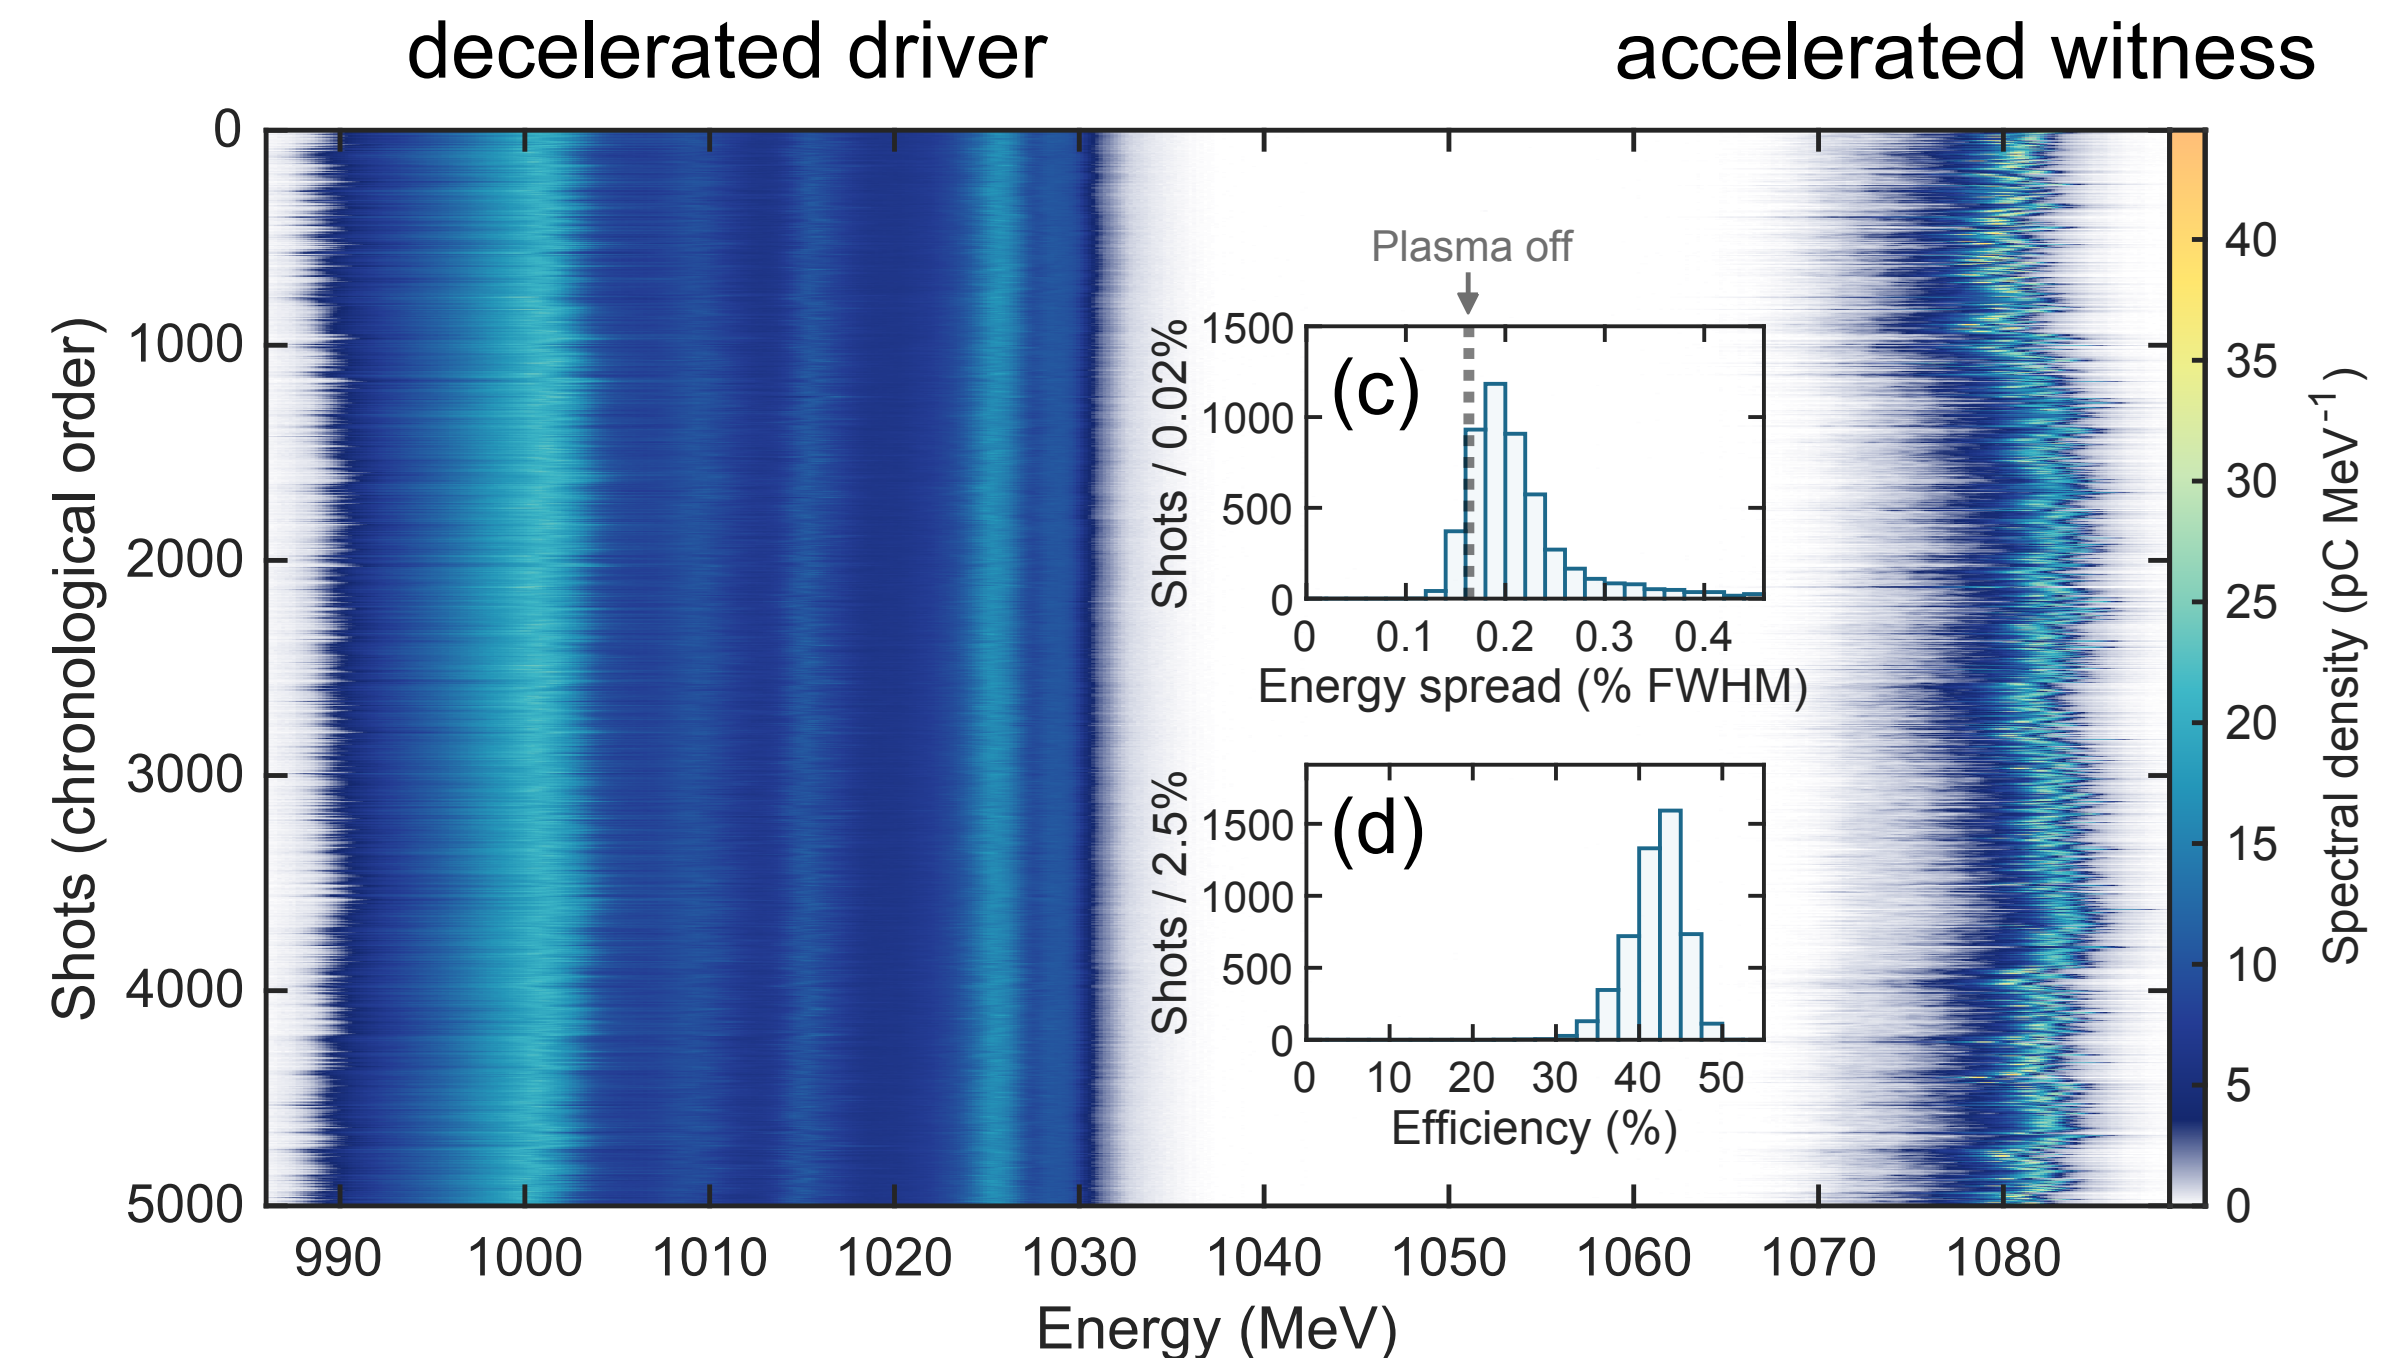 decelerated driver
accelerated witness
Shots (chronological order)
0
1000
2000
3000
4000
5000
990 1000 1010 1020 1030 1040 1050 1060 1070 1080
Energy (MeV)
Plasma off
(c)
Shots / 0.02%
1500
1000
500
0
0 0.1 0.2 0.3 0.4
Energy spread (% FWHM)
(d)
Shots / 2.5%
1500
1000
500
0
0 10 20 30 40 50
Efficiency (%)
40
35
30
25
20
15
10
5
0
Spectral density (pC MeV⁻¹)